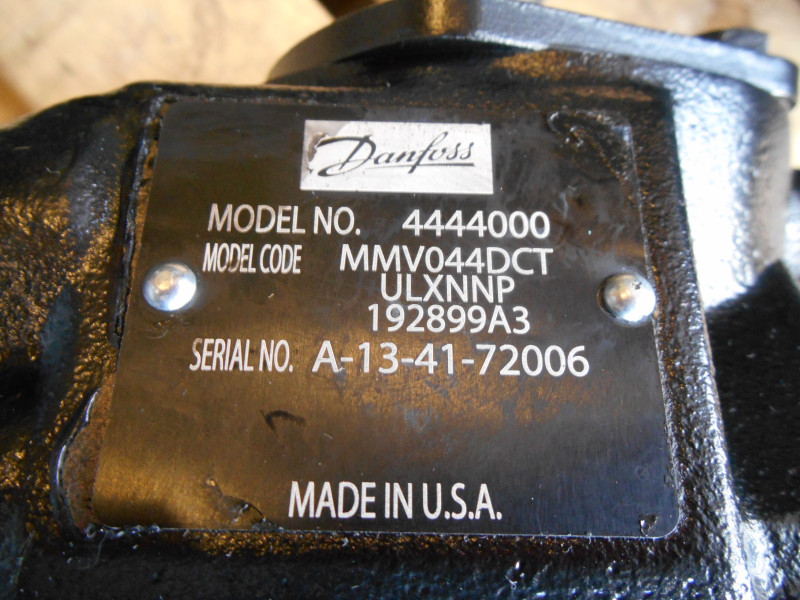 Danfoss
MODEL NO. 4444000
MODEL CODE MMV044DCT
ULXNNP
192899A3
SERIAL NO. A-13-41-72006
MADE IN U.S.A.